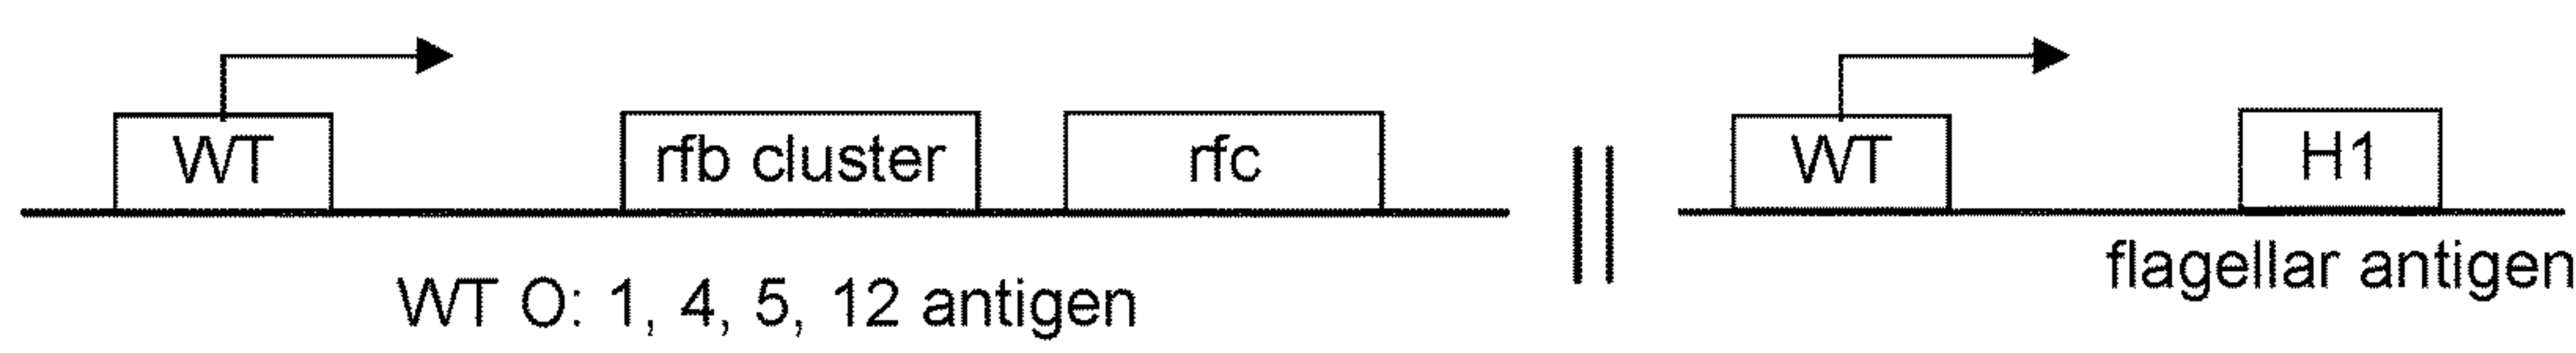 WT rfb cluster rfc WT H1
WT O: 1, 4, 5, 12 antigen flagellar antigen